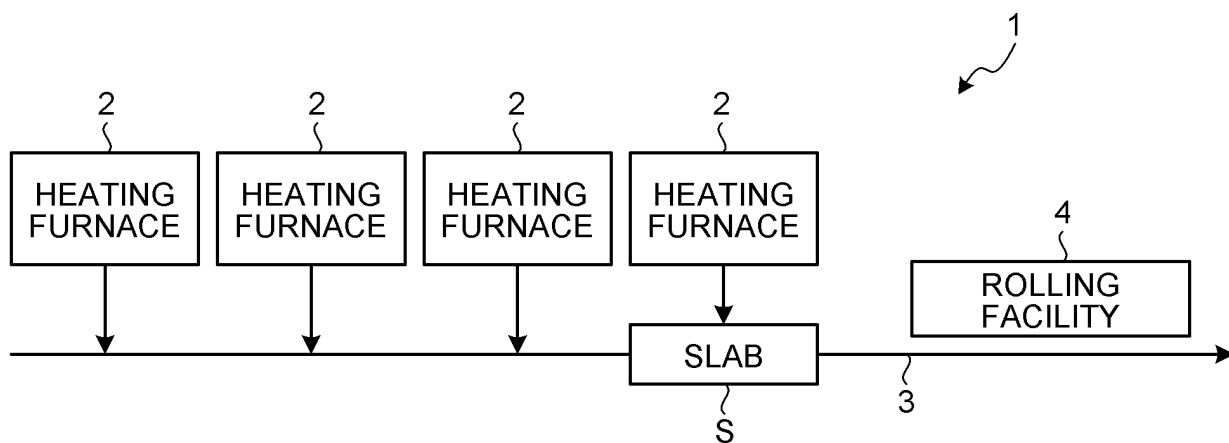 1
2 2 2 2
HEATING FURNACE HEATING FURNACE HEATING FURNACE HEATING FURNACE
4
ROLLING
FACILITY
SLAB
3
S